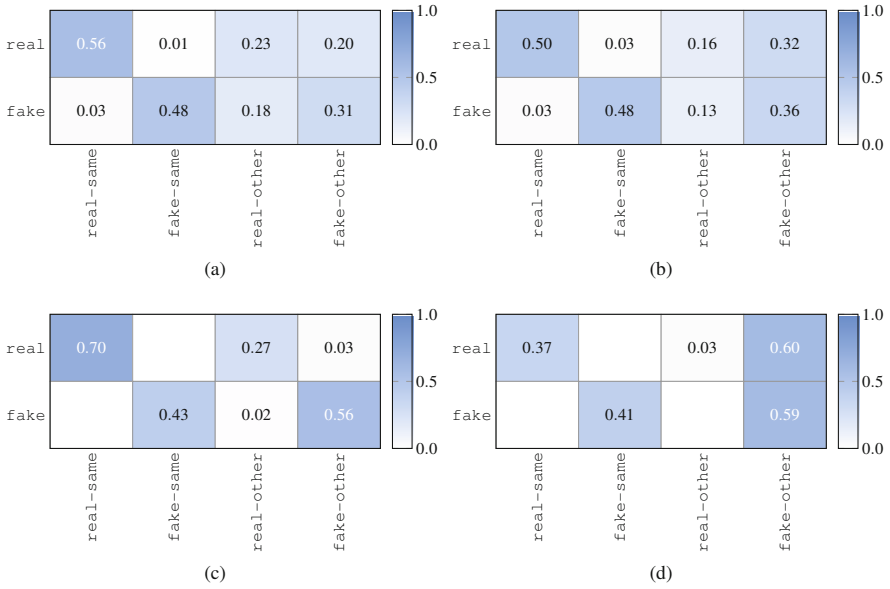 1.0 1.0
real 0.56 0.01 0.23 0.20 real 0.50 0.03 0.16 0.32
0.5 0.5
fake 0.03 0.48 0.18 0.31 fake 0.03 0.48 0.13 0.36
0.0 0.0
real-same fake-same real-other fake-other real-same fake-same real-other fake-other
(a) (b)
1.0 1.0
real 0.70 0.27 0.03 real 0.37 0.03 0.60
0.5 0.5
fake 0.43 0.02 0.56 fake 0.41 0.59
0.0 0.0
real-same fake-same real-other fake-other real-same fake-same real-other fake-other
(c) (d)